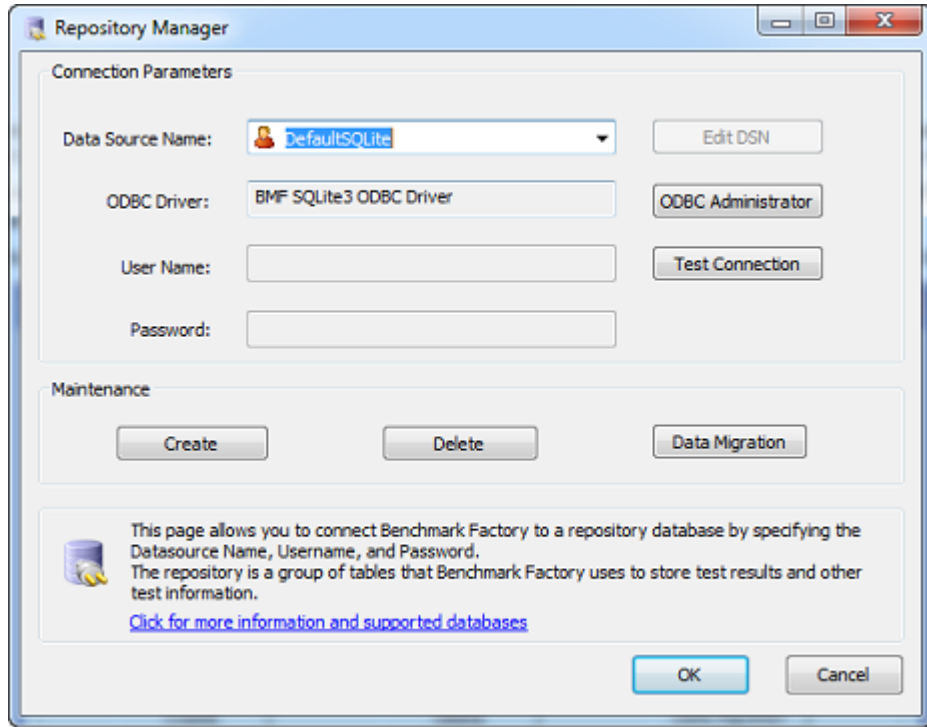 Repository Manager
Connection Parameters
Data Source Name:
DefaultSQLite
Edit DSN
ODBC Driver:
BMF SQLite3 ODBC Driver
ODBC Administrator
User Name:
Test Connection
Password:
Maintenance
Create
Delete
Data Migration
This page allows you to connect Benchmark Factory to a repository database by specifying the
Datasource Name, Username, and Password.
The repository is a group of tables that Benchmark Factory uses to store test results and other
test information.
Click for more information and supported databases
OK
Cancel